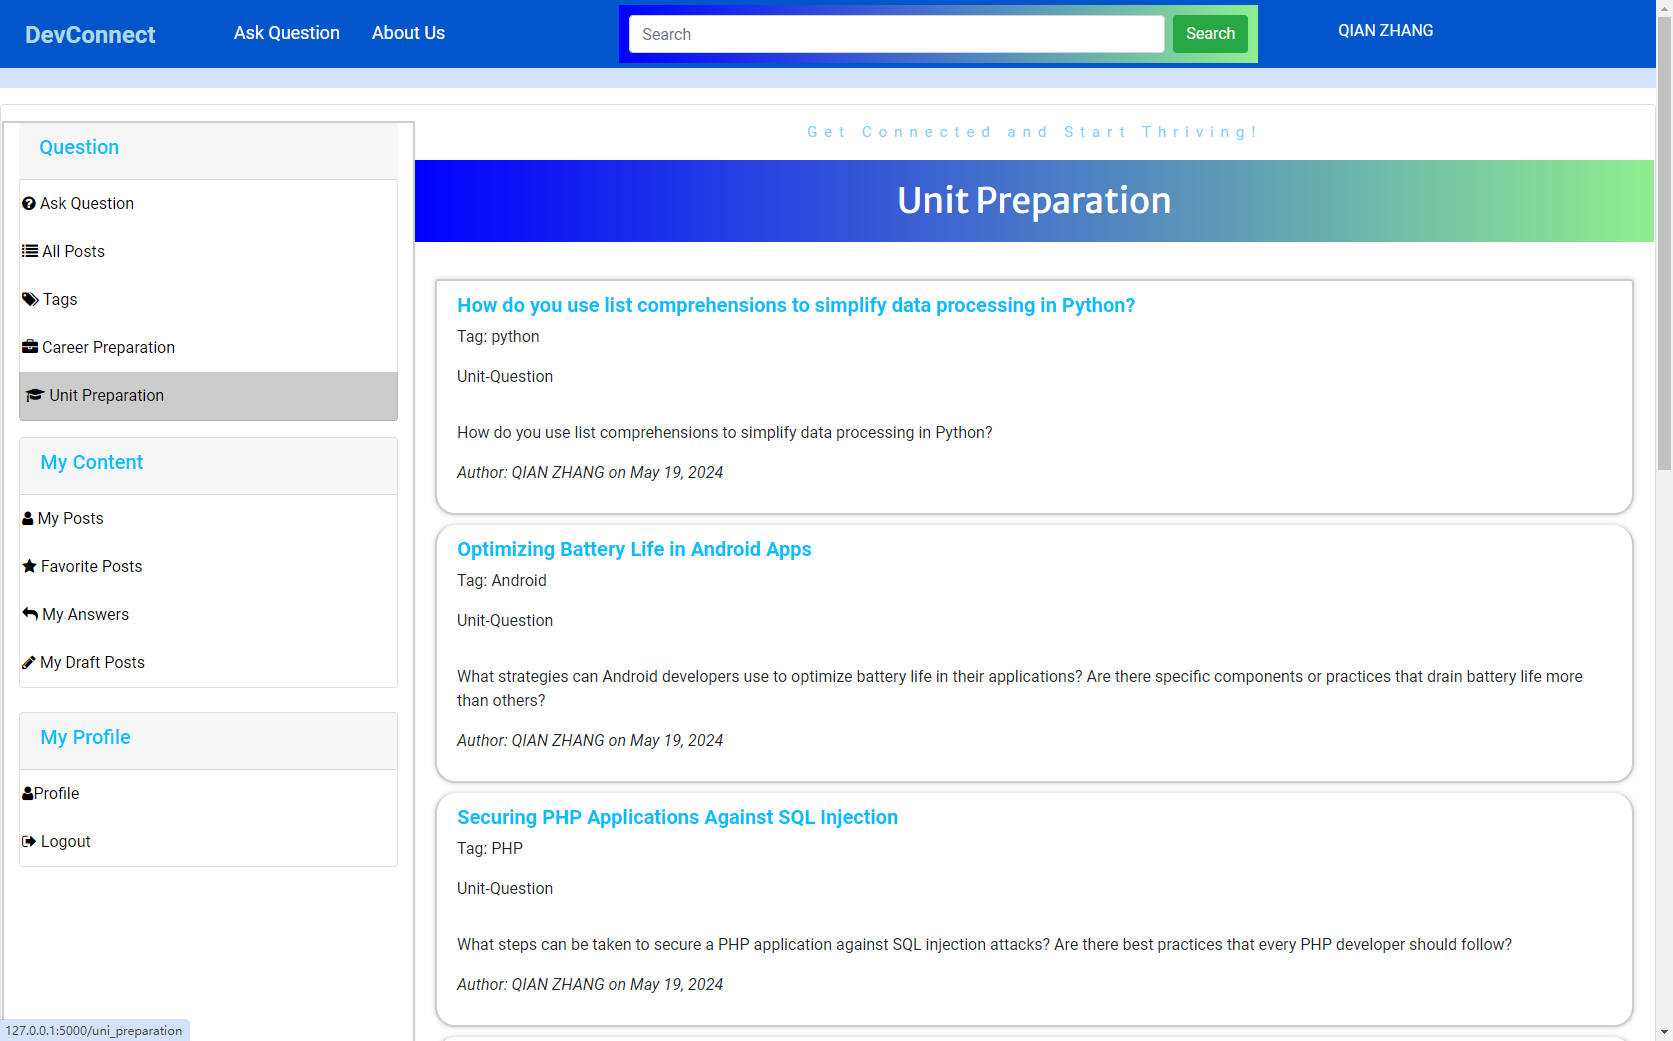 DevConnect
Ask Question
About Us
Search
Search
QIAN ZHANG
Question
Ask Question
All Posts
Tags
Career Preparation
Unit Preparation
My Content
My Posts
Favorite Posts
My Answers
My Draft Posts
My Profile
Profile
Logout
Get Connected and Start Thriving!
Unit Preparation
How do you use list comprehensions to simplify data processing in Python?
Tag: python
Unit-Question
How do you use list comprehensions to simplify data processing in Python?
Author: QIAN ZHANG on May 19, 2024
Optimizing Battery Life in Android Apps
Tag: Android
Unit-Question
What strategies can Android developers use to optimize battery life in their applications? Are there specific components or practices that drain battery life more
than others?
Author: QIAN ZHANG on May 19, 2024
Securing PHP Applications Against SQL Injection
Tag: PHP
Unit-Question
What steps can be taken to secure a PHP application against SQL injection attacks? Are there best practices that every PHP developer should follow?
Author: QIAN ZHANG on May 19, 2024
127.0.0.1:5000/uni_preparation